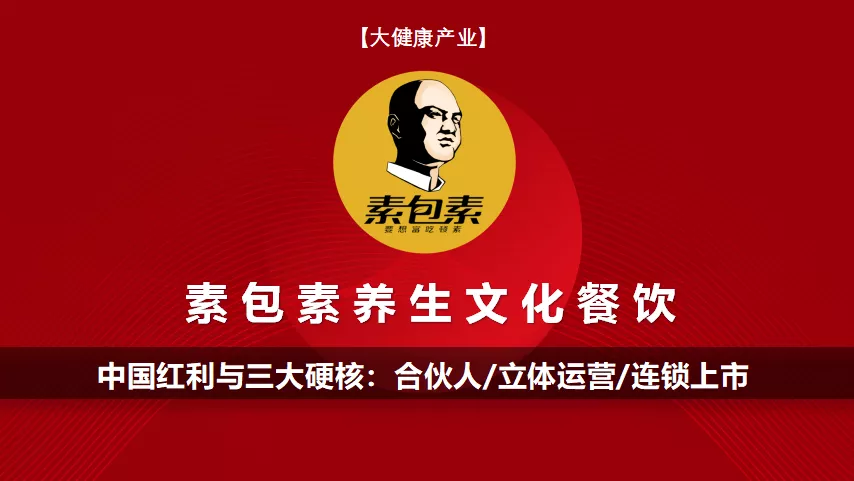 【大健康产业】
素包素
要想富吃顿素
素包素养生文化餐饮
中国红利与三大硬核：合伙人/立体运营/连锁上市